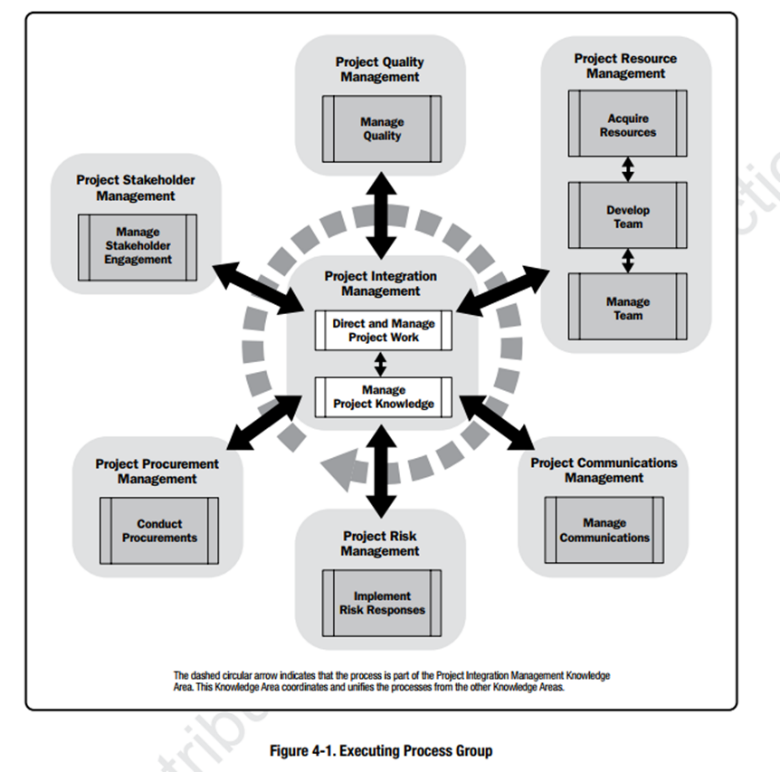 Project Quality
Management
Manage
Quality
Project Resource
Management
Acquire
Resources
Develop
Team
Manage
Team
Project Stakeholder
Management
Manage
Stakeholder
Engagement
Project Integration
Management
Direct and Manage
Project Work
Manage
Project Knowledge
Project Procurement
Management
Conduct
Procurements
Project Risk
Management
Implement
Risk Responses
Project Communications
Management
Manage
Communications
The dashed circular arrow indicates that the process is part of the Project Integration Management Knowledge
Area. This Knowledge Area coordinates and unifies the processes from the other Knowledge Areas.
Figure 4-1. Executing Process Group